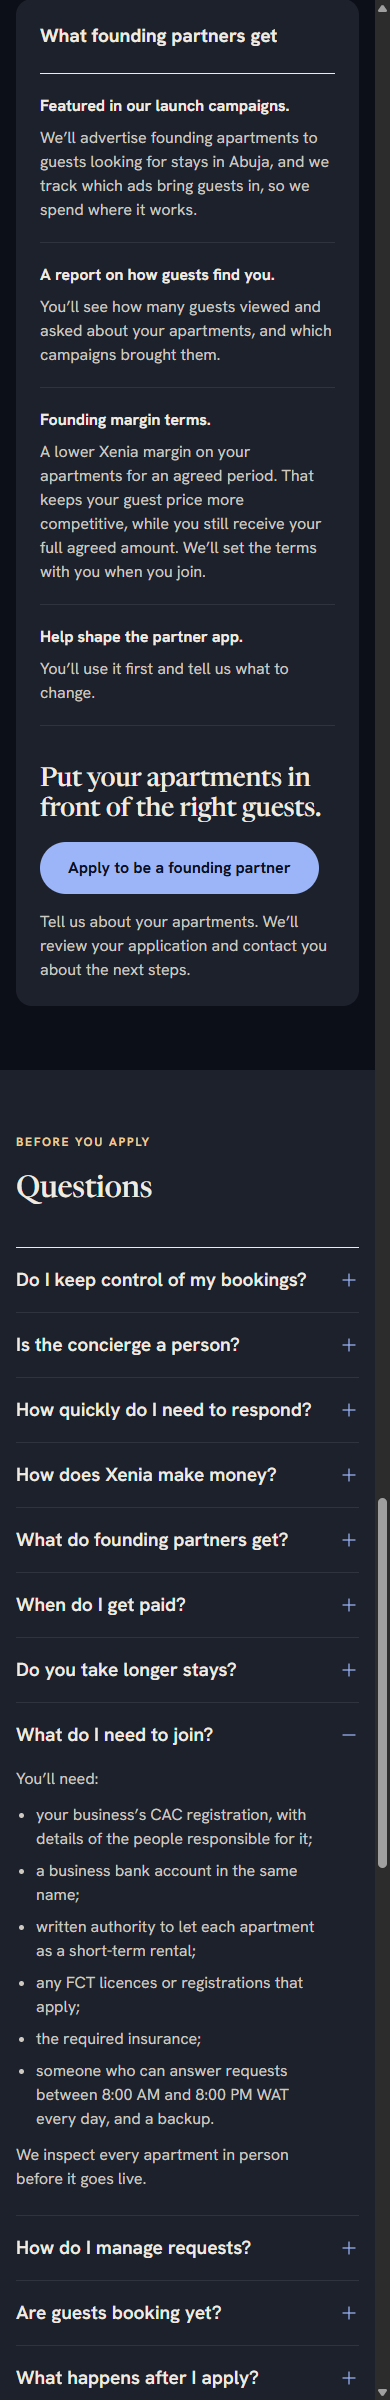 What founding partners get
Featured in our launch campaigns.
We’ll advertise founding apartments to
guests looking for stays in Abuja, and we
track which ads bring guests in, so we
spend where it works.
A report on how guests find you.
You’ll see how many guests viewed and
asked about your apartments, and which
campaigns brought them.
Founding margin terms.
A lower Xenia margin on your
apartments for an agreed period. That
keeps your guest price more
competitive, while you still receive your
full agreed amount. We’ll set the terms
with you when you join.
Help shape the partner app.
You’ll use it first and tell us what to
change.
Put your apartments in
front of the right guests.
Apply to be a founding partner
Tell us about your apartments. We’ll
review your application and contact you
about the next steps.
BEFORE YOU APPLY
Questions
Do I keep control of my bookings?
Is the concierge a person?
How quickly do I need to respond?
How does Xenia make money?
What do founding partners get?
When do I get paid?
Do you take longer stays?
What do I need to join?
You’ll need:
• your business’s CAC registration, with
details of the people responsible for it;
• a business bank account in the same
name;
• written authority to let each apartment
as a short-term rental;
• any FCT licences or registrations that
apply;
• the required insurance;
• someone who can answer requests
between 8:00 AM and 8:00 PM WAT
every day, and a backup.
We inspect every apartment in person
before it goes live.
How do I manage requests?
Are guests booking yet?
What happens after I apply?